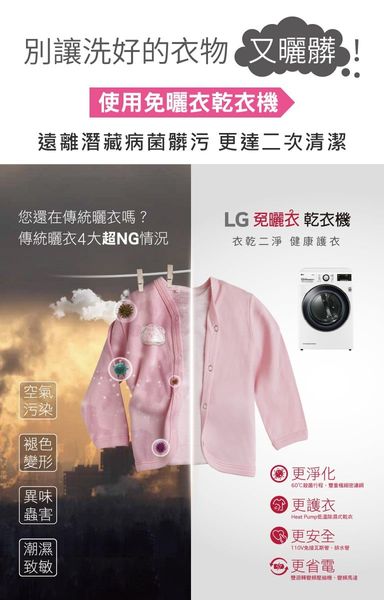 別讓洗好的衣物 又曬髒！
使用免曬衣乾衣機
遠離潛藏病菌髒污 更達二次清潔
您還在傳統曬衣嗎？
傳統曬衣4大超NG情況
LG 免曬衣 乾衣機
衣乾二淨 健康護衣
空氣
污染
褪色
變形
異味
蟲害
潮濕
致敏
更淨化
60℃殺菌行程、雙重極細密濾網
更護衣
Heat Pump低溫除濕式乾衣
更安全
110V免接瓦斯管、排水管
更省電
雙迴轉變頻壓縮機、變頻馬達